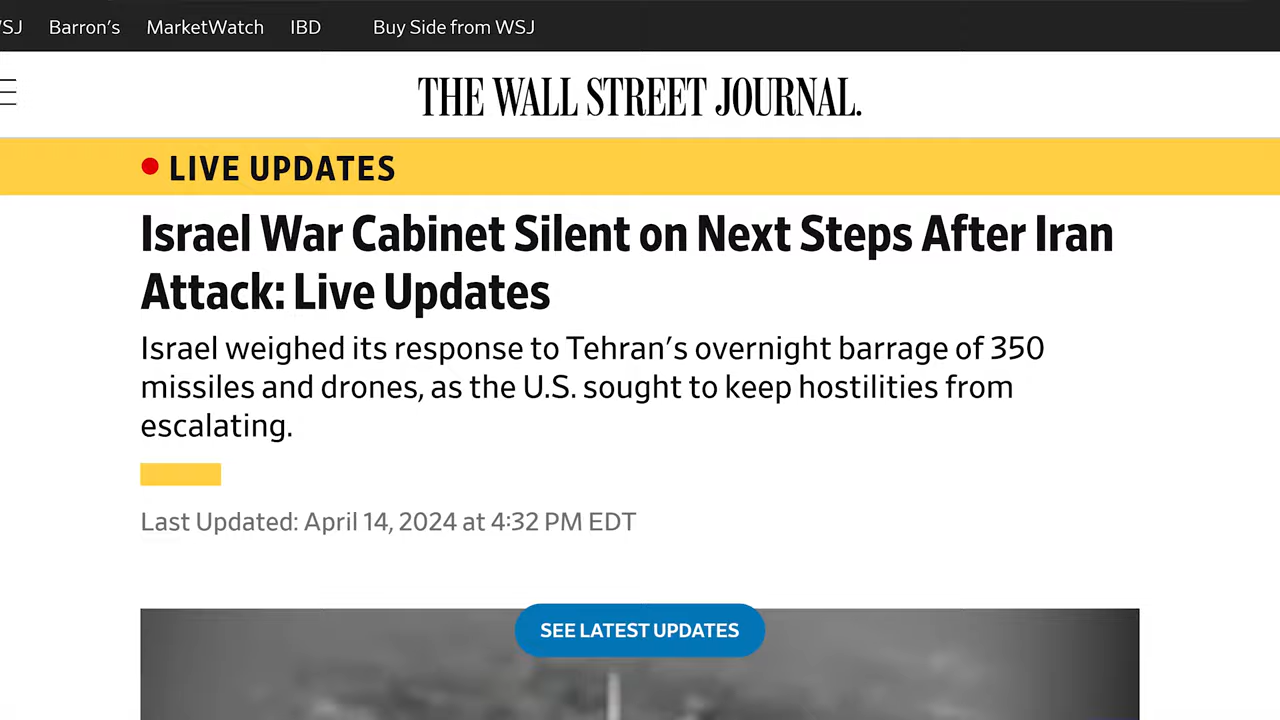 Barron's MarketWatch IBD Buy Side from WSJ
THE WALL STREET JOURNAL.
LIVE UPDATES
Israel War Cabinet Silent on Next Steps After Iran
Attack: Live Updates
Israel weighed its response to Tehran's overnight barrage of 350
missiles and drones, as the U.S. sought to keep hostilities from
escalating.
Last Updated: April 14, 2024 at 4:32 PM EDT
SEE LATEST UPDATES